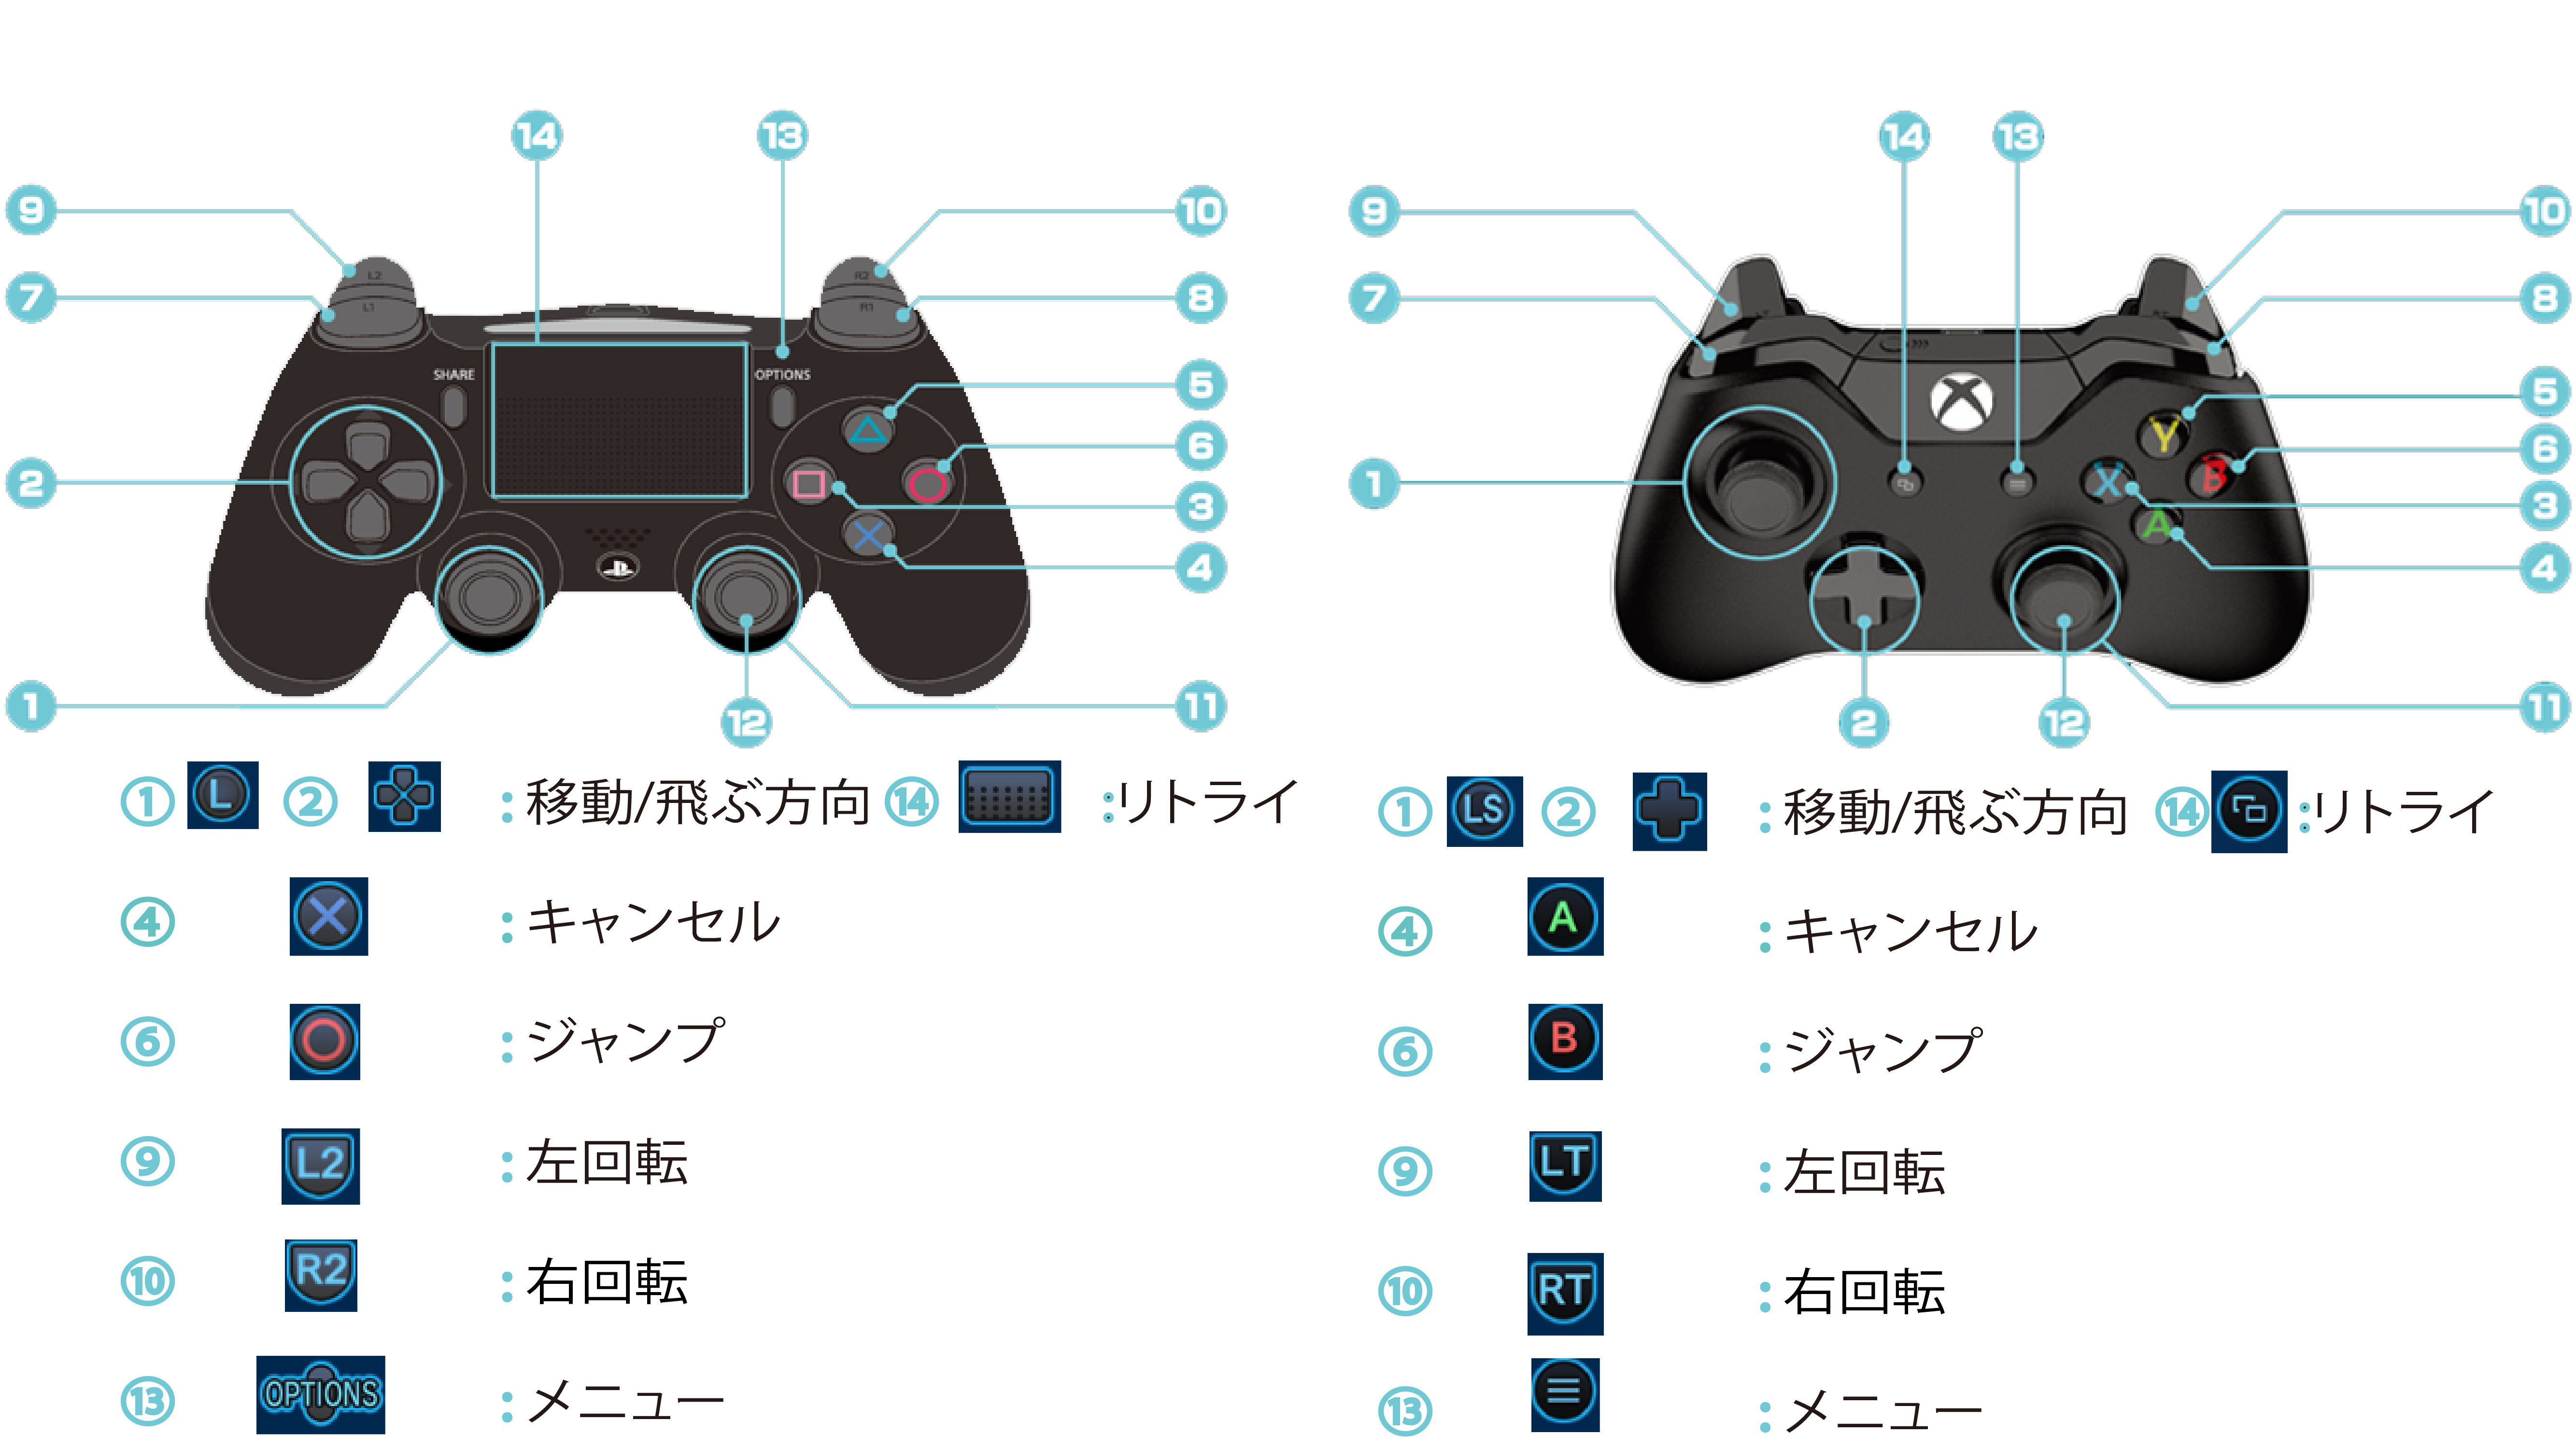 14 13
9 10
7 8
L2 R2
L1 R1
SHARE OPTIONS
5
6
2
3
4
1
12
11
① L ② :移動/飛ぶ方向 ⑭ :リトライ
④ :キャンセル
⑥ :ジャンプ
⑨ L2 :左回転
⑩ R2 :右回転
⑬ OPTIONS :メニュー
14 13
9 10
7 8
LT
5
Y
6
B
1
X
3
A
4
2
12
11
① LS ② :移動/飛ぶ方向 ⑭ :リトライ
④ A :キャンセル
⑥ B :ジャンプ
⑨ LT :左回転
⑩ RT :右回転
⑬ :メニュー